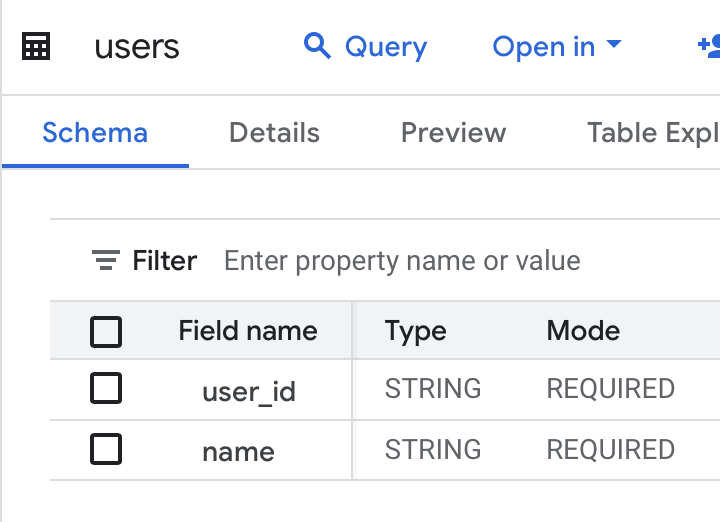 users Query Open in
Schema Details Preview Table Expl
Filter Enter property name or value
Field name Type Mode
user_id STRING REQUIRED
name STRING REQUIRED